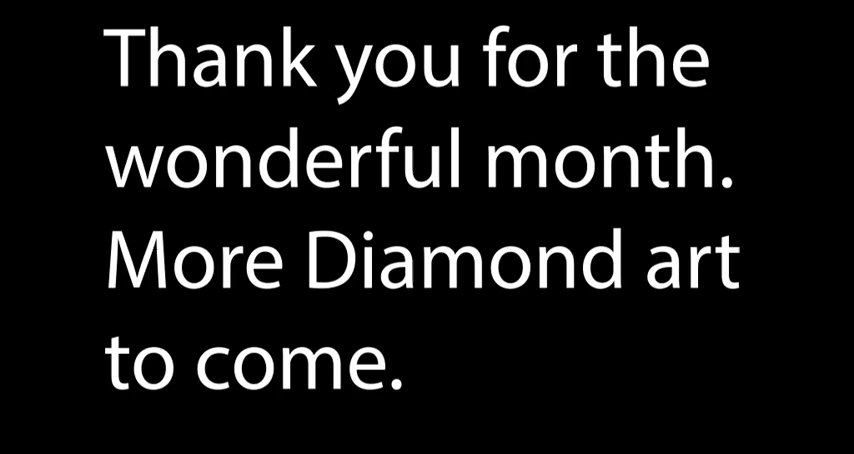 Thank you for the
wonderful month.
More Diamond art
to come.